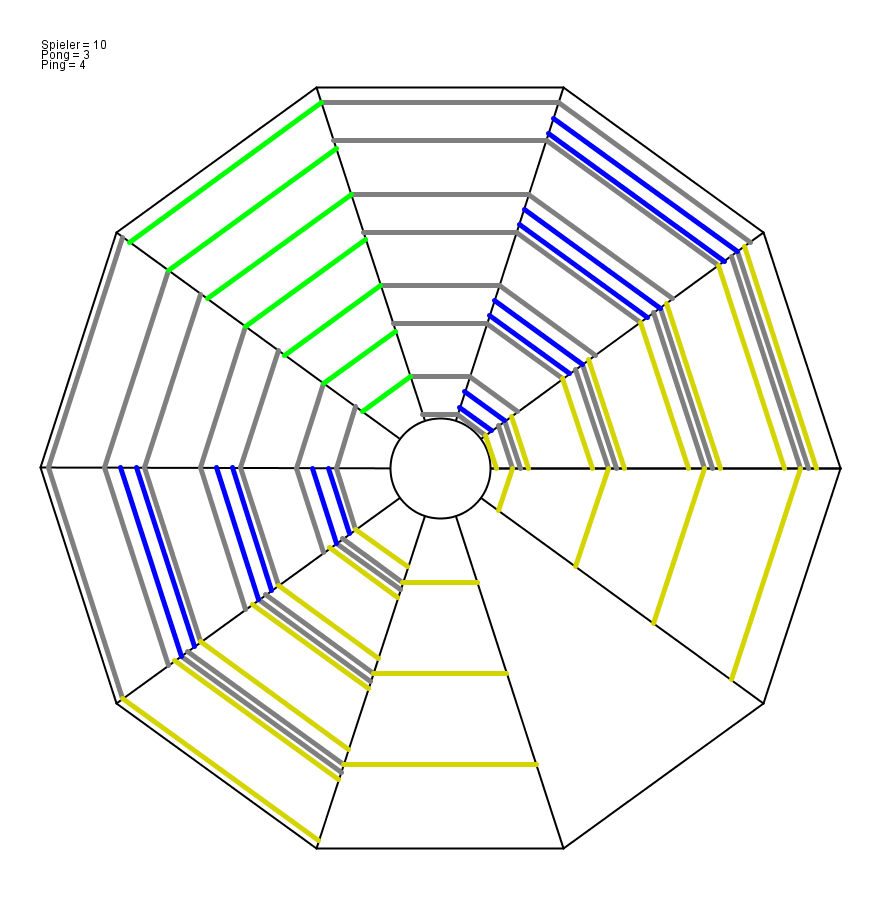 Spieler = 10
Pong = 3
Ping = 4